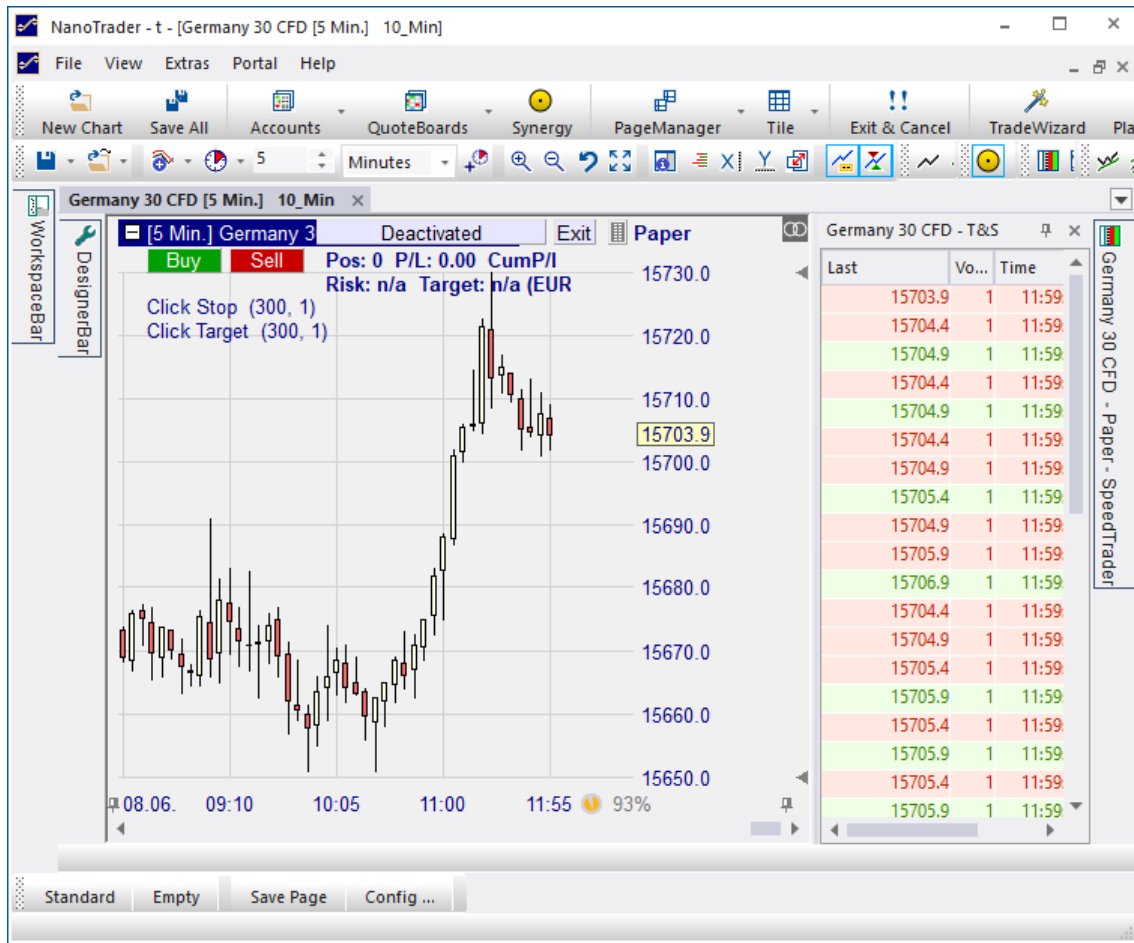 NanoTrader - t - [Germany 30 CFD [5 Min.] 10_Min]
File View Extras Portal Help
New Chart Save All Accounts QuoteBoards Synergy PageManager Tile Exit & Cancel TradeWizard Pla
5 Minutes
Germany 30 CFD [5 Min.] 10_Min
WorkspaceBar
DesignerBar
[5 Min.] Germany 3 Deactivated Exit Paper
Buy Sell Pos: 0 P/L: 0.00 CumP/l
Risk: n/a Target: n/a (EUR
Click Stop (300, 1)
Click Target (300, 1)
15730.0
15720.0
15710.0
15703.9
15700.0
15690.0
15680.0
15670.0
15660.0
15650.0
08.06. 09:10 10:05 11:00 11:55 93%
Germany 30 CFD - T&S
Last Vo... Time
15703.9 1 11:59:
15704.4 1 11:59:
15704.9 1 11:59:
15704.4 1 11:59:
15704.9 1 11:59:
15704.4 1 11:59:
15704.9 1 11:59:
15705.4 1 11:59:
15704.9 1 11:59:
15705.9 1 11:59:
15706.9 1 11:59:
15704.4 1 11:59:
15704.9 1 11:59:
15705.4 1 11:59:
15705.9 1 11:59:
15705.4 1 11:59:
15705.9 1 11:59:
15705.4 1 11:59:
15705.9 1 11:59:
Germany 30 CFD - Paper - SpeedTrader
Standard Empty Save Page Config ...